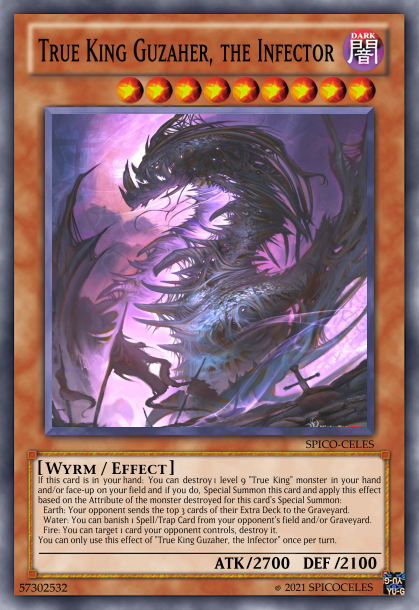 True King Guzaher, the Infector
DARK
闇
SPICO-CELES
[Wyrm / Effect]
If this card is in your hand: You can destroy 1 level 9 "True King" monster in your hand
and/or face-up on your field and if you do, Special Summon this card and apply this effect
based on the Attribute of the monster destroyed for this card's Special Summon:
Earth: Your opponent sends the top 3 cards of their Extra Deck to the Graveyard.
Water: You can banish 1 Spell/Trap Card from your opponent's field and/or Graveyard.
Fire: You can target 1 card your opponent controls, destroy it.
You can only use this effect of "True King Guzaher, the Infector" once per turn.
ATK/2700 DEF/2100
57302532
© 2021 SPICOCELES